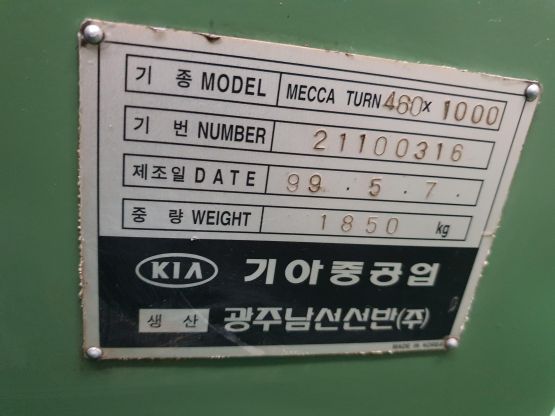 기 종 MODEL MECCA TURN 460 x 1000
기 번 NUMBER 21100316
제조일 DATE 99 . 5 . 7 .
중 량 WEIGHT 1850 kg
KIA 기아중공업
생 산 광주남선선반(주)
MADE IN KOREA